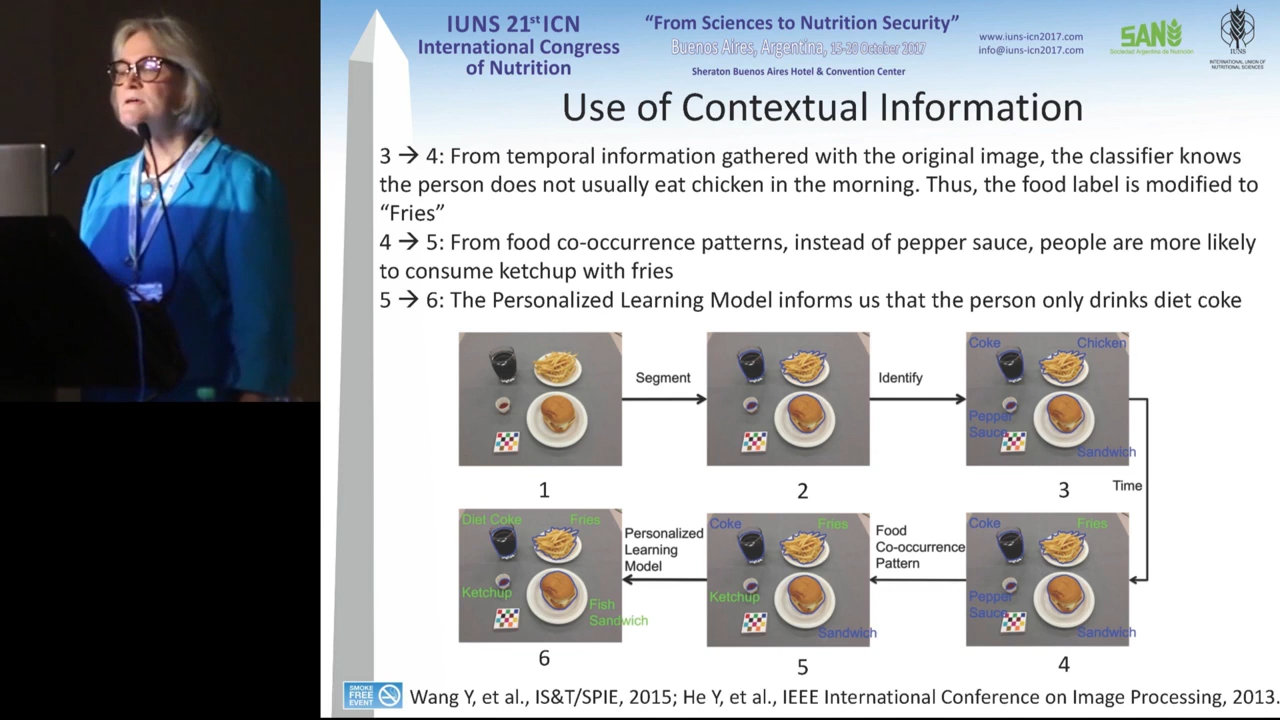 IUNS 21st ICN
International Congress
of Nutrition
“From Sciences to Nutrition Security”
Buenos Aires, Argentina, 15-20 October 2017
Sheraton Buenos Aires Hotel & Convention Center
www.iuns-icn2017.com
info@iuns-icn2017.com
SAN
Sociedad Argentina de Nutrición
IUNS
INTERNATIONAL UNION OF
NUTRITIONAL SCIENCES
Use of Contextual Information
3 → 4: From temporal information gathered with the original image, the classifier knows
the person does not usually eat chicken in the morning. Thus, the food label is modified to
“Fries”
4 → 5: From food co-occurrence patterns, instead of pepper sauce, people are more likely
to consume ketchup with fries
5 → 6: The Personalized Learning Model informs us that the person only drinks diet coke
Segment
Identify
Coke
Chicken
Pepper
Sauce
Sandwich
1
2
3
Time
Diet Coke
Fries
Ketchup
Fish
Sandwich
Personalized
Learning
Model
Coke
Fries
Ketchup
Sandwich
Food
Co-occurrence
Pattern
Coke
Fries
Pepper
Sauce
Sandwich
6
5
4
SMOKE
FREE
EVENT
Wang Y, et al., IS&T/SPIE, 2015; He Y, et al., IEEE International Conference on Image Processing, 2013.